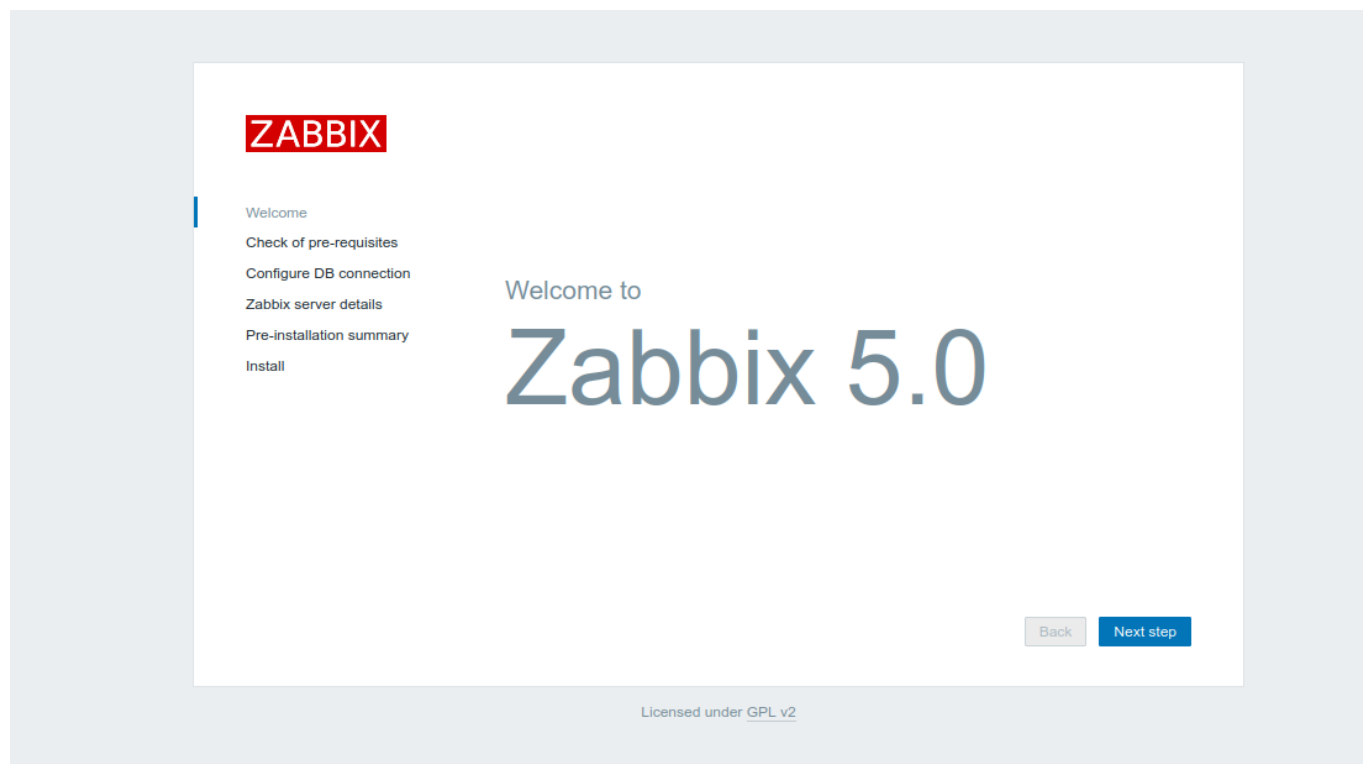 ZABBIX
Welcome
Check of pre-requisites
Configure DB connection
Zabbix server details
Pre-installation summary
Install
Welcome to
Zabbix 5.0
Back
Next step
Licensed under GPL v2